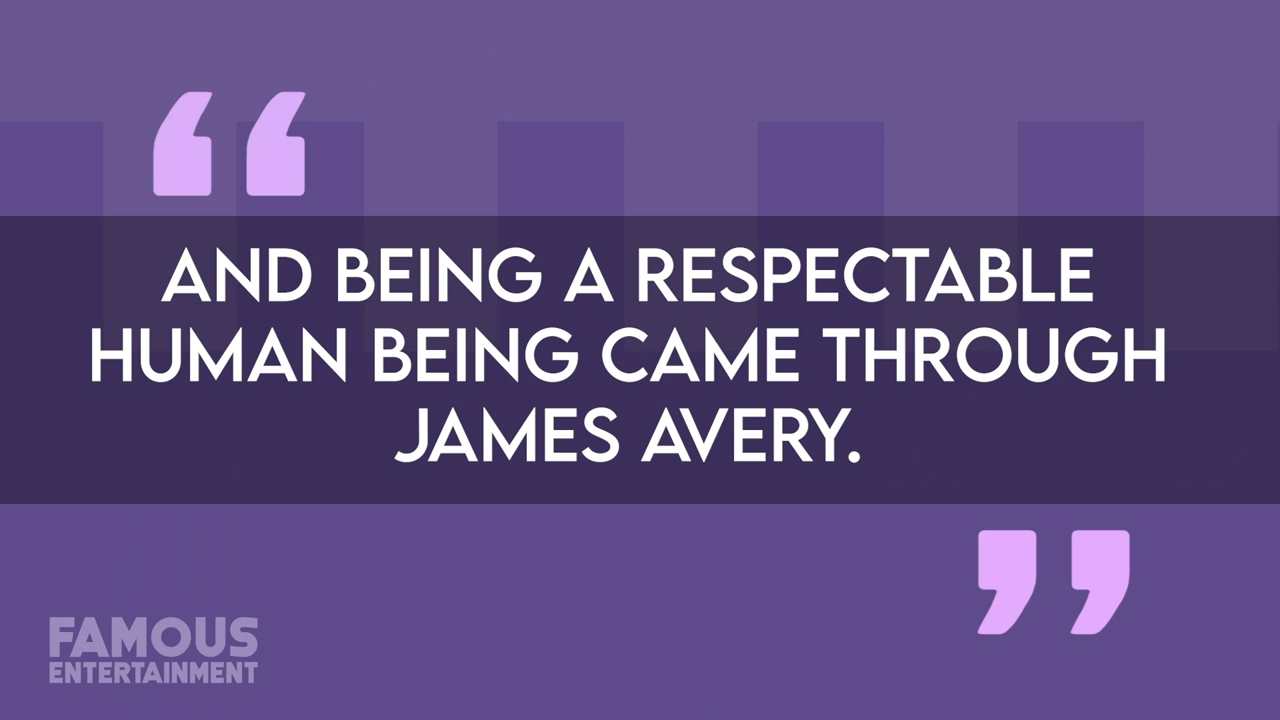 AND BEING A RESPECTABLE
HUMAN BEING CAME THROUGH
JAMES AVERY.
FAMOUS
ENTERTAINMENT